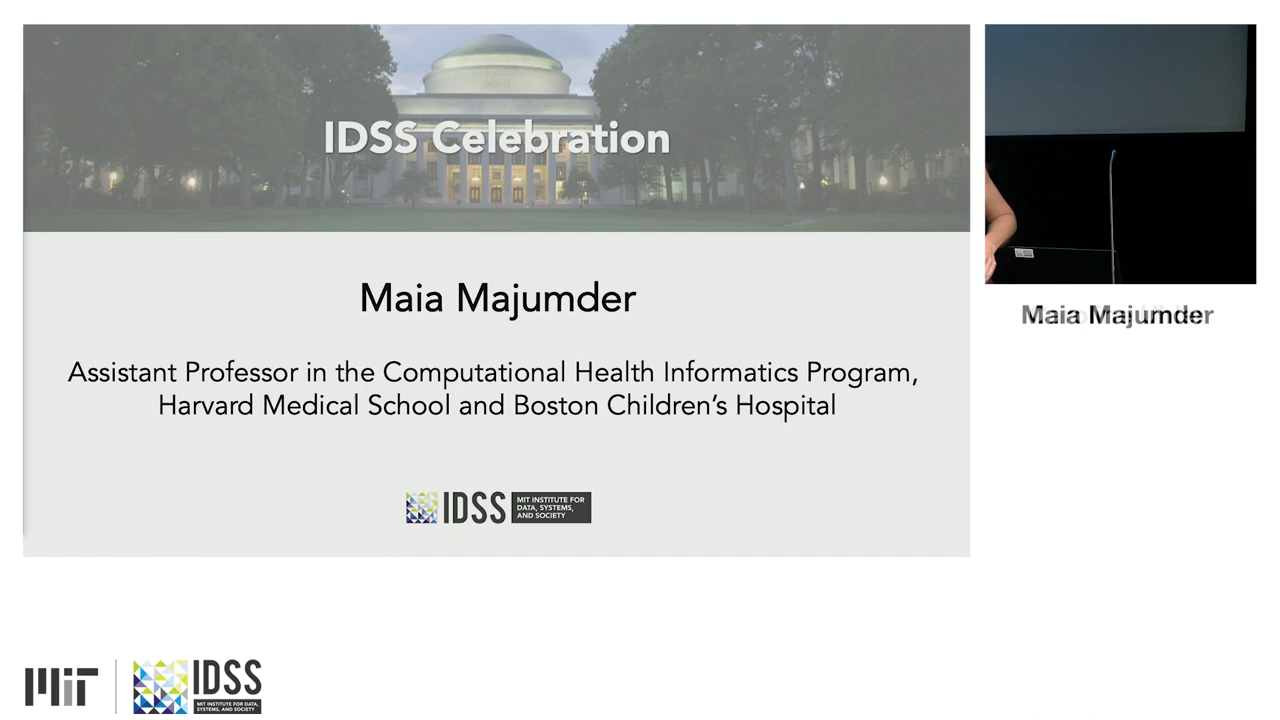 IDSS Celebration
Maia Majumder
Assistant Professor in the Computational Health Informatics Program,
Harvard Medical School and Boston Children's Hospital
IDSS
MIT INSTITUTE FOR
DATA, SYSTEMS,
AND SOCIETY
Maia Majumder
MIT
IDSS
MIT INSTITUTE FOR DATA,
SYSTEMS, AND SOCIETY